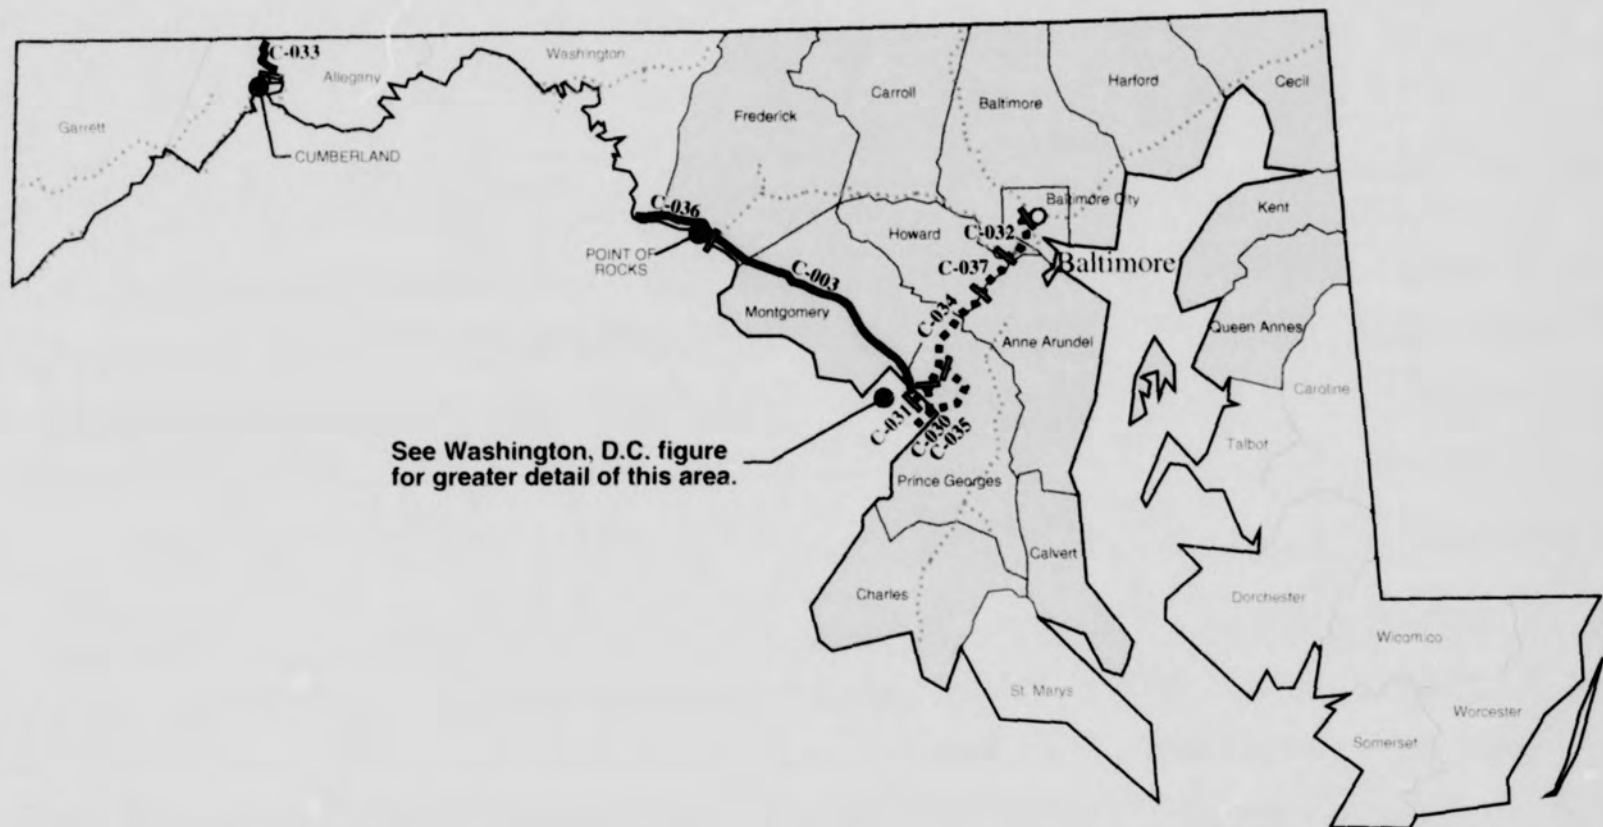 C-033
Washington
Allegany
Garrett
CUMBERLAND
Frederick
Carroll
Baltimore
Harford
Cecil
C-036
POINT OF
ROCKS
Howard
Baltimore City
Kent
C-032
C-037
Baltimore
C-003
Montgomery
C-034
Anne Arundel
Queen Annes
Caroline
C-031
C-030
C-035
Talbot
See Washington, D.C. figure
for greater detail of this area.
Prince Georges
Calvert
Charles
Dorchester
Wicomico
St. Marys
Worcester
Somerset